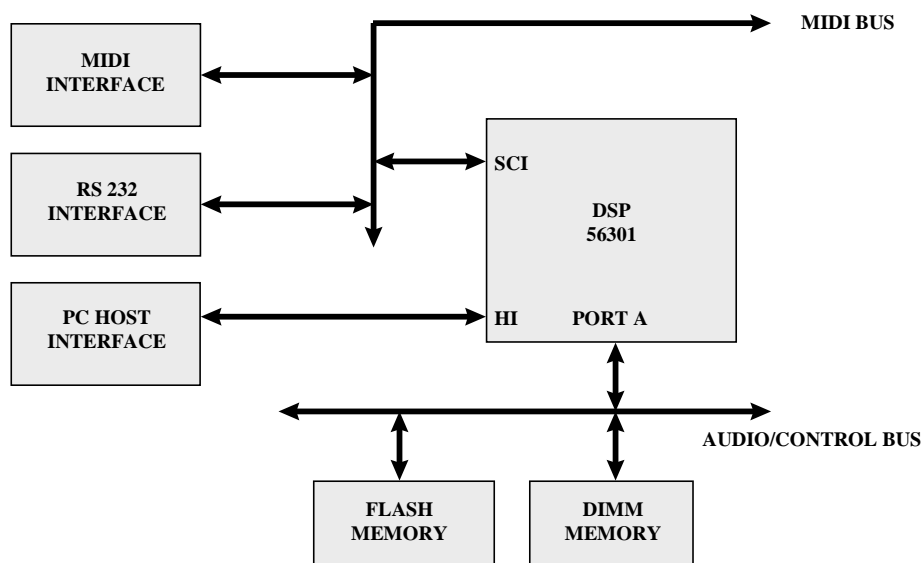 MIDI BUS
MIDI
INTERFACE
SCI
RS 232
INTERFACE
DSP
56301
PC HOST
INTERFACE
HI
PORT A
AUDIO/CONTROL BUS
FLASH
MEMORY
DIMM
MEMORY